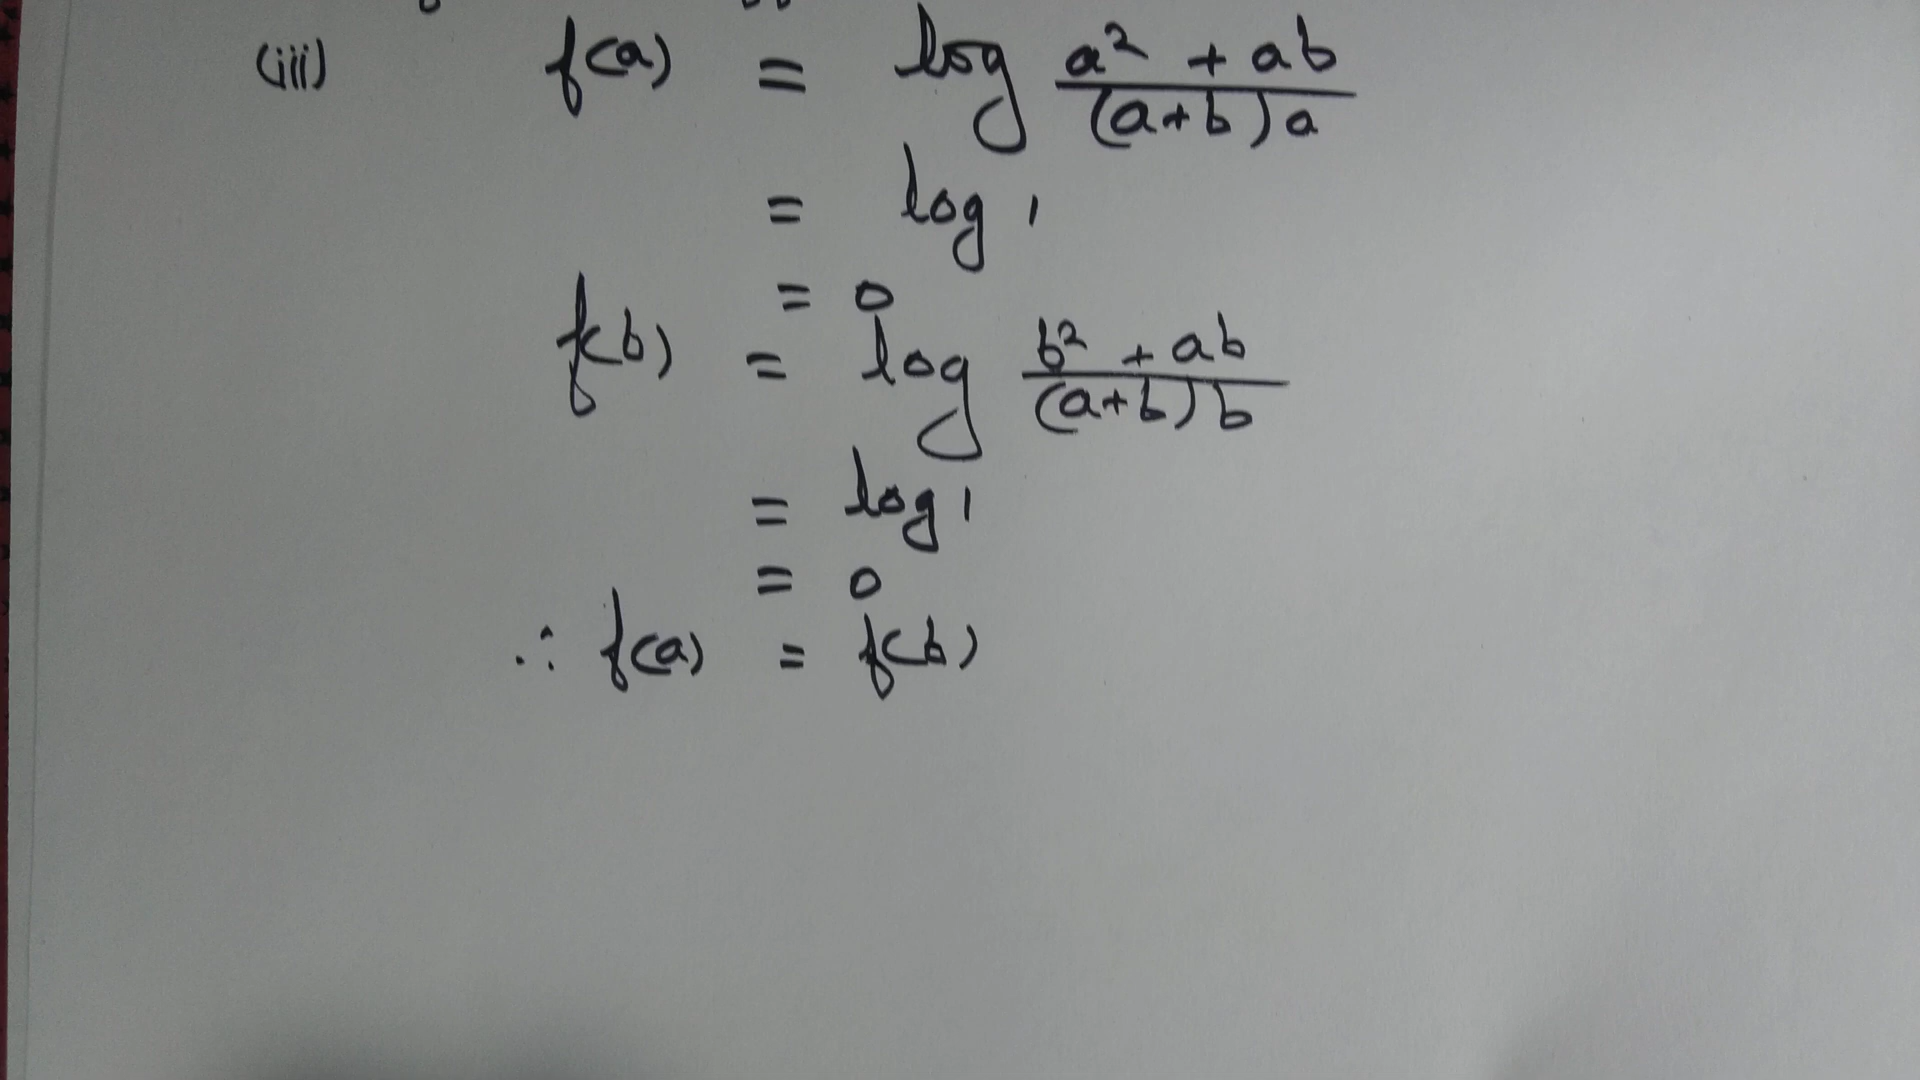 (iii) f(a) = log (a² + ab)/((a+b)a)
= log 1
= 0
f(b) = log (b² + ab)/((a+b)b)
= log 1
= 0
∴ f(a) = f(b)